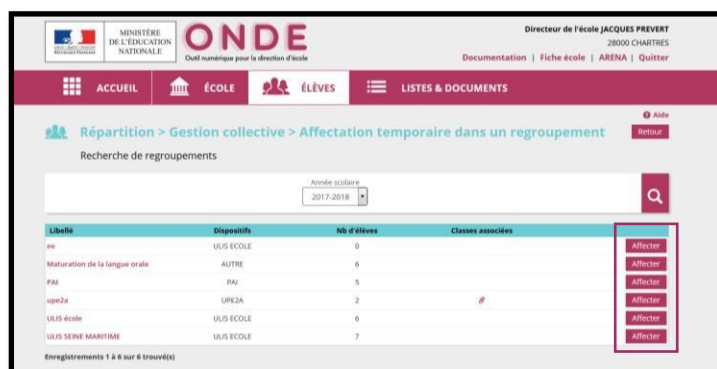 MINISTÈRE
DE L'ÉDUCATION
NATIONALE
ONDE
Outil numérique pour la direction d'école
Directeur de l'école JACQUES PREVERT
28000 CHARTRES
Documentation | Fiche école | ARENA | Quitter
ACCUEIL ÉCOLE ÉLÈVES LISTES & DOCUMENTS
Aide
Répartition > Gestion collective > Affectation temporaire dans un regroupement Retour
Recherche de regroupements
Année scolaire
2017-2018
Libellé Dispositifs Nb d'élèves Classes associées
ee ULIS ECOLE 0 Affecter
Maturation de la langue orale AUTRE 6 Affecter
PAI PAI 5 Affecter
upe2a UPE2A 2 Affecter
ULIS école ULIS ECOLE 6 Affecter
ULIS SEINE MARITIME ULIS ECOLE 7 Affecter
Enregistrements 1 à 6 sur 6 trouvé(s)